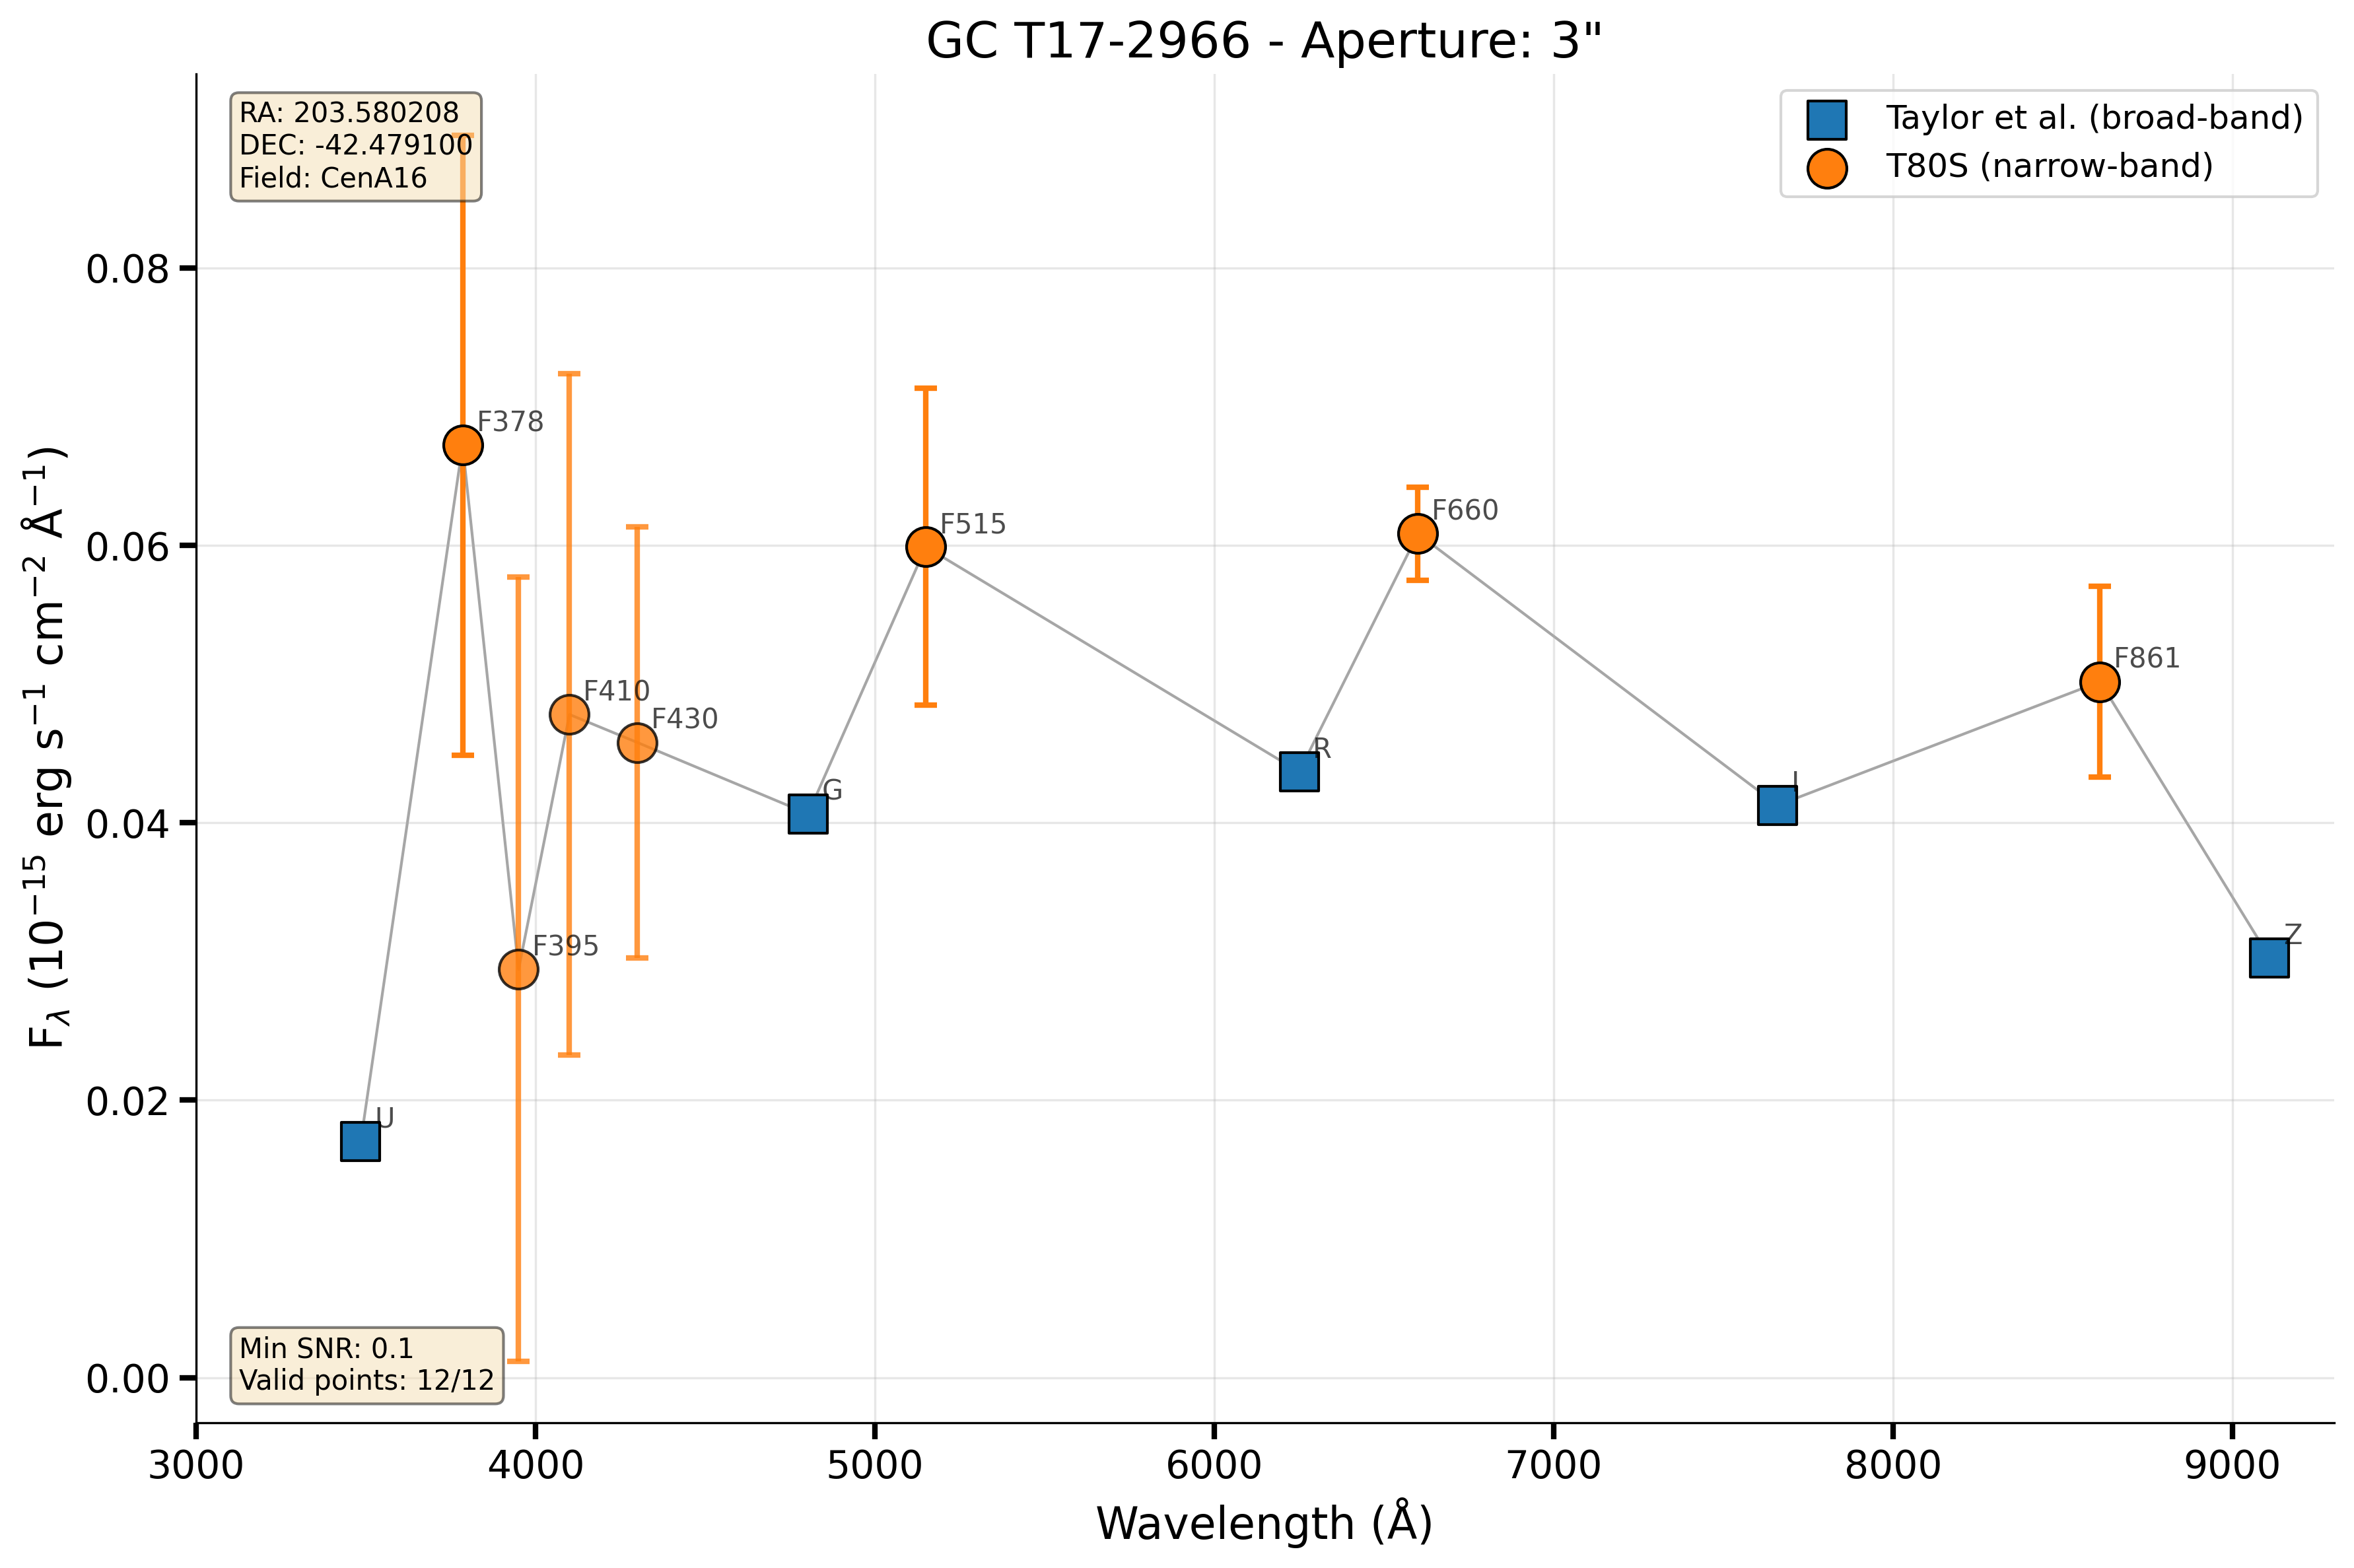 GC T17-2966 - Aperture: 3"
RA: 203.580208
DEC: -42.479100
Field: CenA16
Taylor et al. (broad-band)
T80S (narrow-band)
0.08
0.06
0.04
0.02
0.00
F_λ (10⁻¹⁵ erg s⁻¹ cm⁻² Å⁻¹)
U
F378
F395
F410
F430
G
F515
R
F660
I
F861
Z
Min SNR: 0.1
Valid points: 12/12
3000 4000 5000 6000 7000 8000 9000
Wavelength (Å)